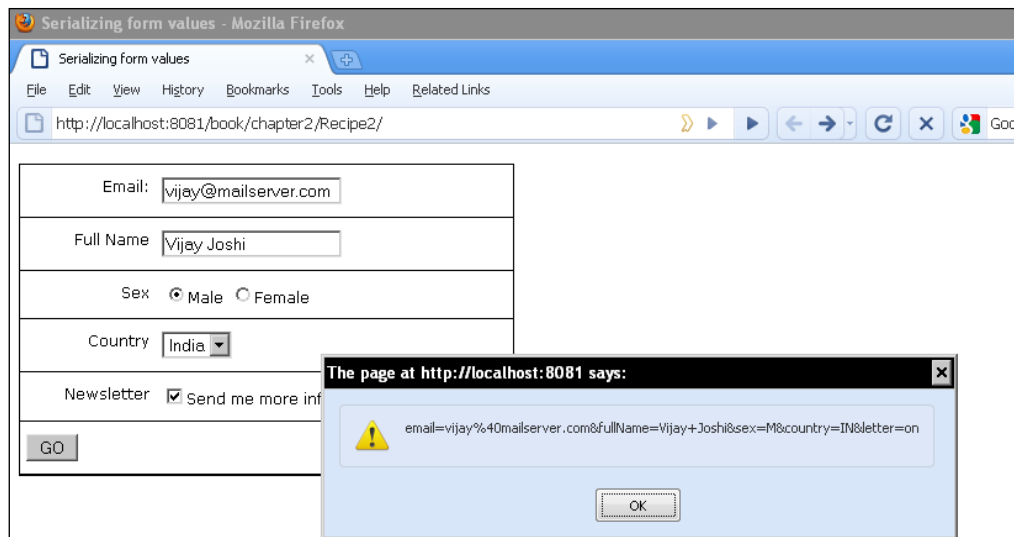 Serializing form values - Mozilla Firefox
Serializing form values
File Edit View History Bookmarks Tools Help Related Links
http://localhost:8081/book/chapter2/Recipe2/
Goo
Email: vijay@mailserver.com
Full Name Vijay Joshi
Sex Male Female
Country India
Newsletter Send me more inf
GO
The page at http://localhost:8081 says:
email=vijay%40mailserver.com&fullName=Vijay+Joshi&sex=M&country=IN&letter=on
OK